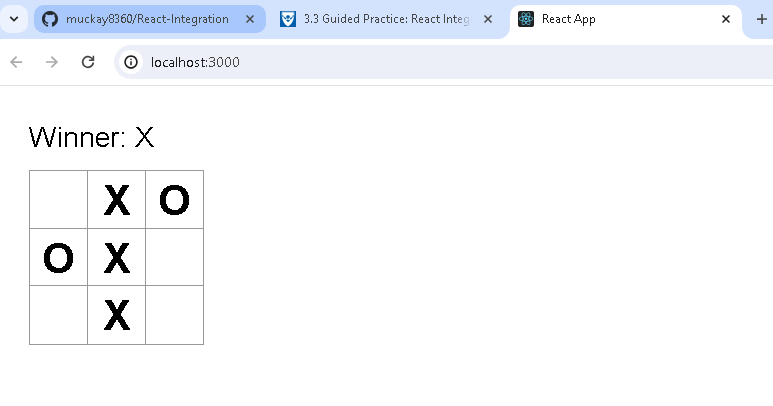 muckay8360/React-Integration
3.3 Guided Practice: React Integ
React App
localhost:3000
Winner: X
X O
O X
X